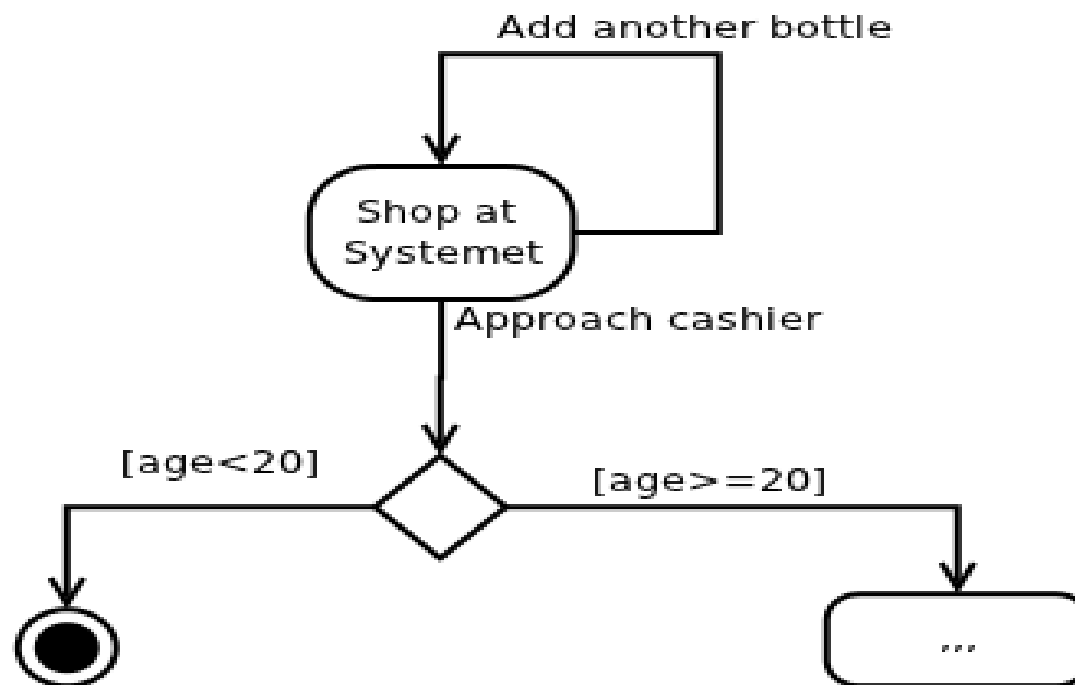 Add another bottle
Shop at
Systemet
Approach cashier
[age<20]
[age>=20]
...